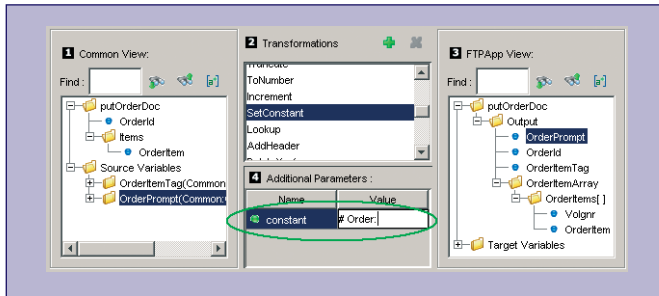 1 Common View:
Find :
putOrderDoc
OrderId
Items
OrderItem
Source Variables
OrderItemTag(Common
OrderPrompt(Common:
2 Transformations
Truncate
ToNumber
Increment
SetConstant
Lookup
AddHeader
4 Additional Parameters :
Name Value
constant # Order:
3 FTPApp View:
Find :
putOrderDoc
Output
OrderPrompt
OrderId
OrderItemTag
OrderItemArray
OrderItems[ ]
Volgnr
OrderItem
Target Variables